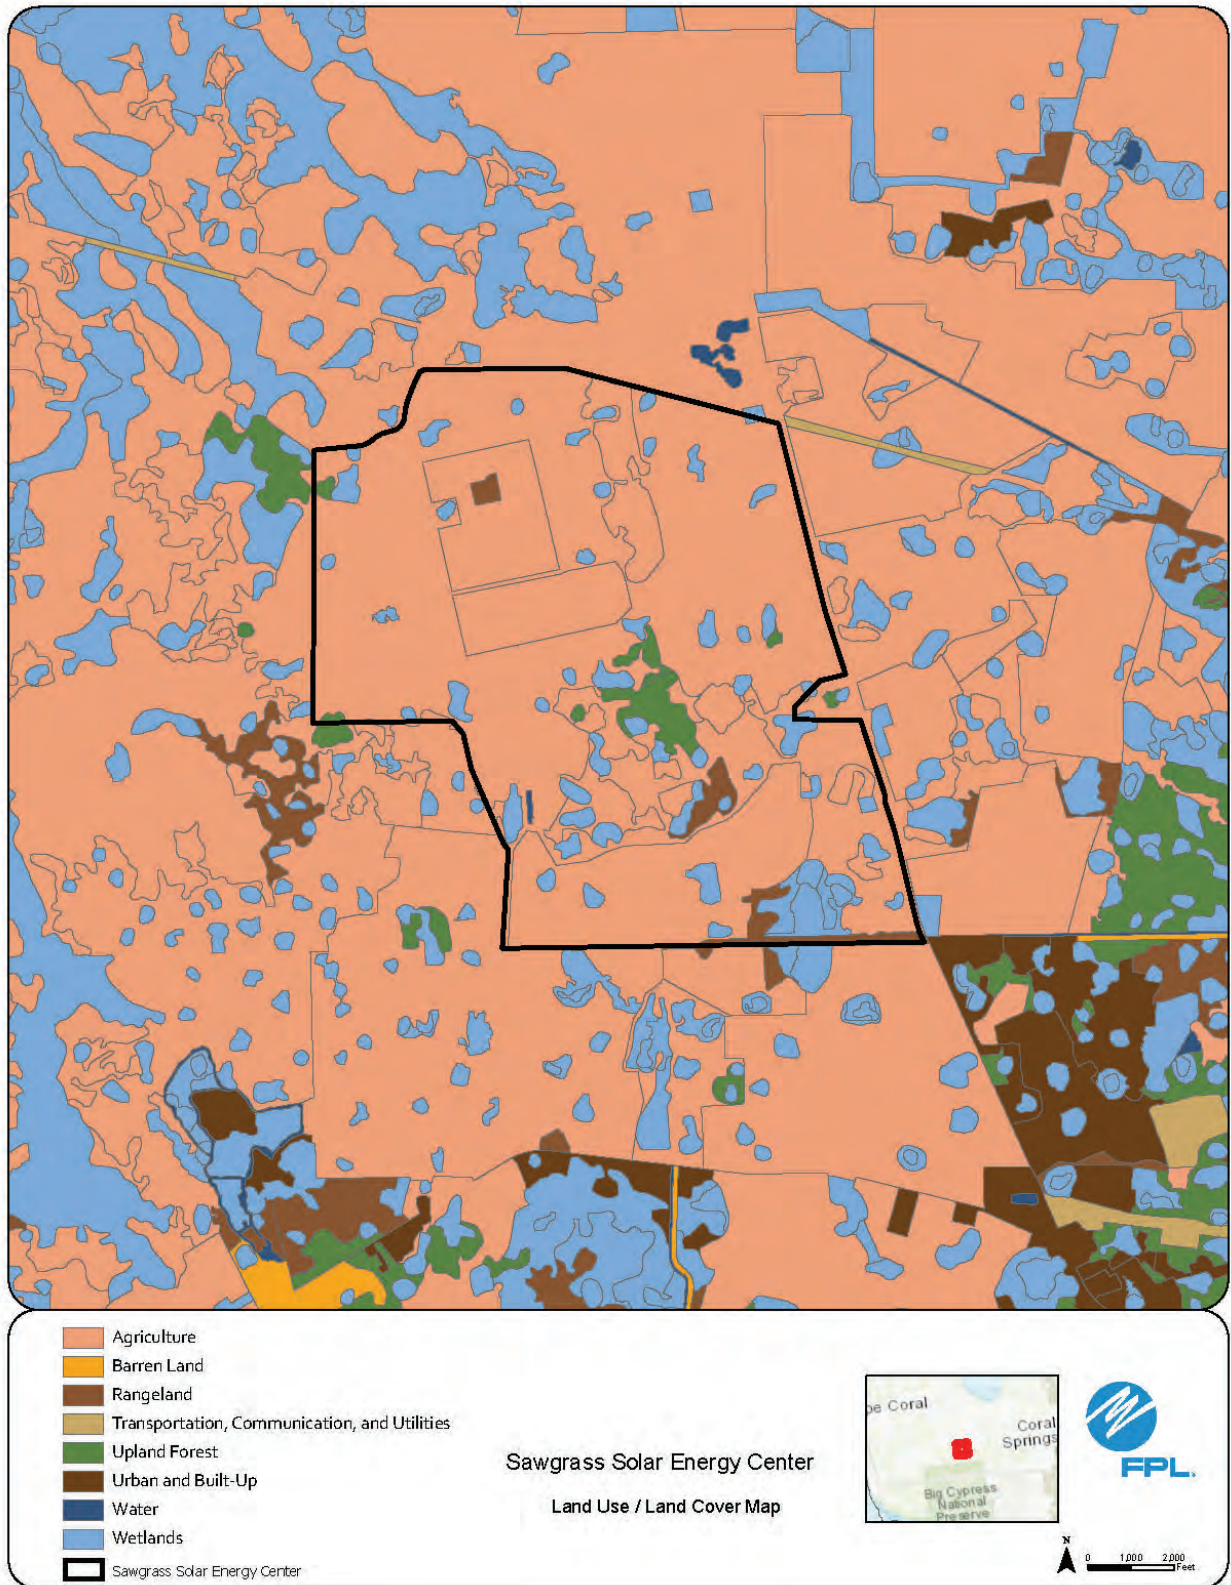 Agriculture
Barren Land
Rangeland
Transportation, Communication, and Utilities
Upland Forest
Urban and Built-Up
Water
Wetlands
Sawgrass Solar Energy Center
Sawgrass Solar Energy Center
Land Use / Land Cover Map
pe Coral
Coral
Springs
Big Cypress
National
Preserve
FPL.
N
0 1,000 2,000
Feet